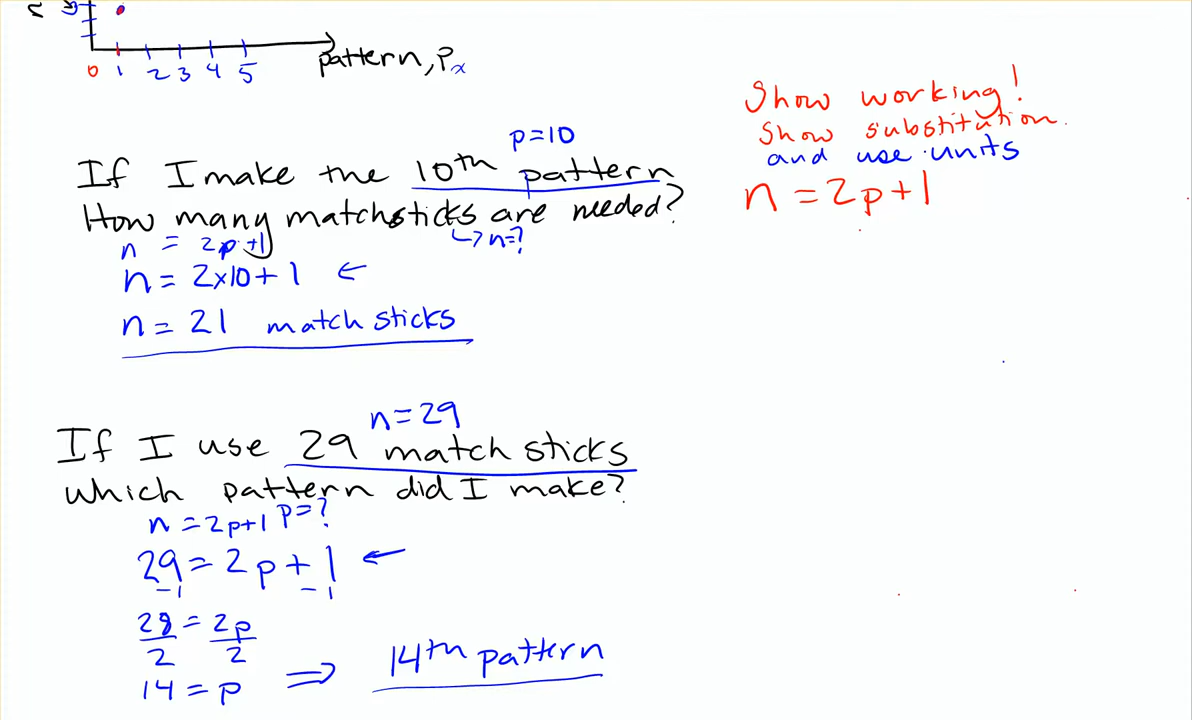 0 1 2 3 4 5
pattern, Px
Show working!
Show substitution.
and use units
n = 2p+1
p=10
If I make the 10th pattern
How many matchsticks are needed?
n = 2p+1
↳ n=?
n = 2x10 + 1 ←
n = 21 match sticks
n = 29
If I use 29 match sticks
which pattern did I make?
n = 2p+1 p=?
29 = 2p + 1 ←
-1 -1
28 = 2p
2 2
14 = p ⇒ 14th pattern